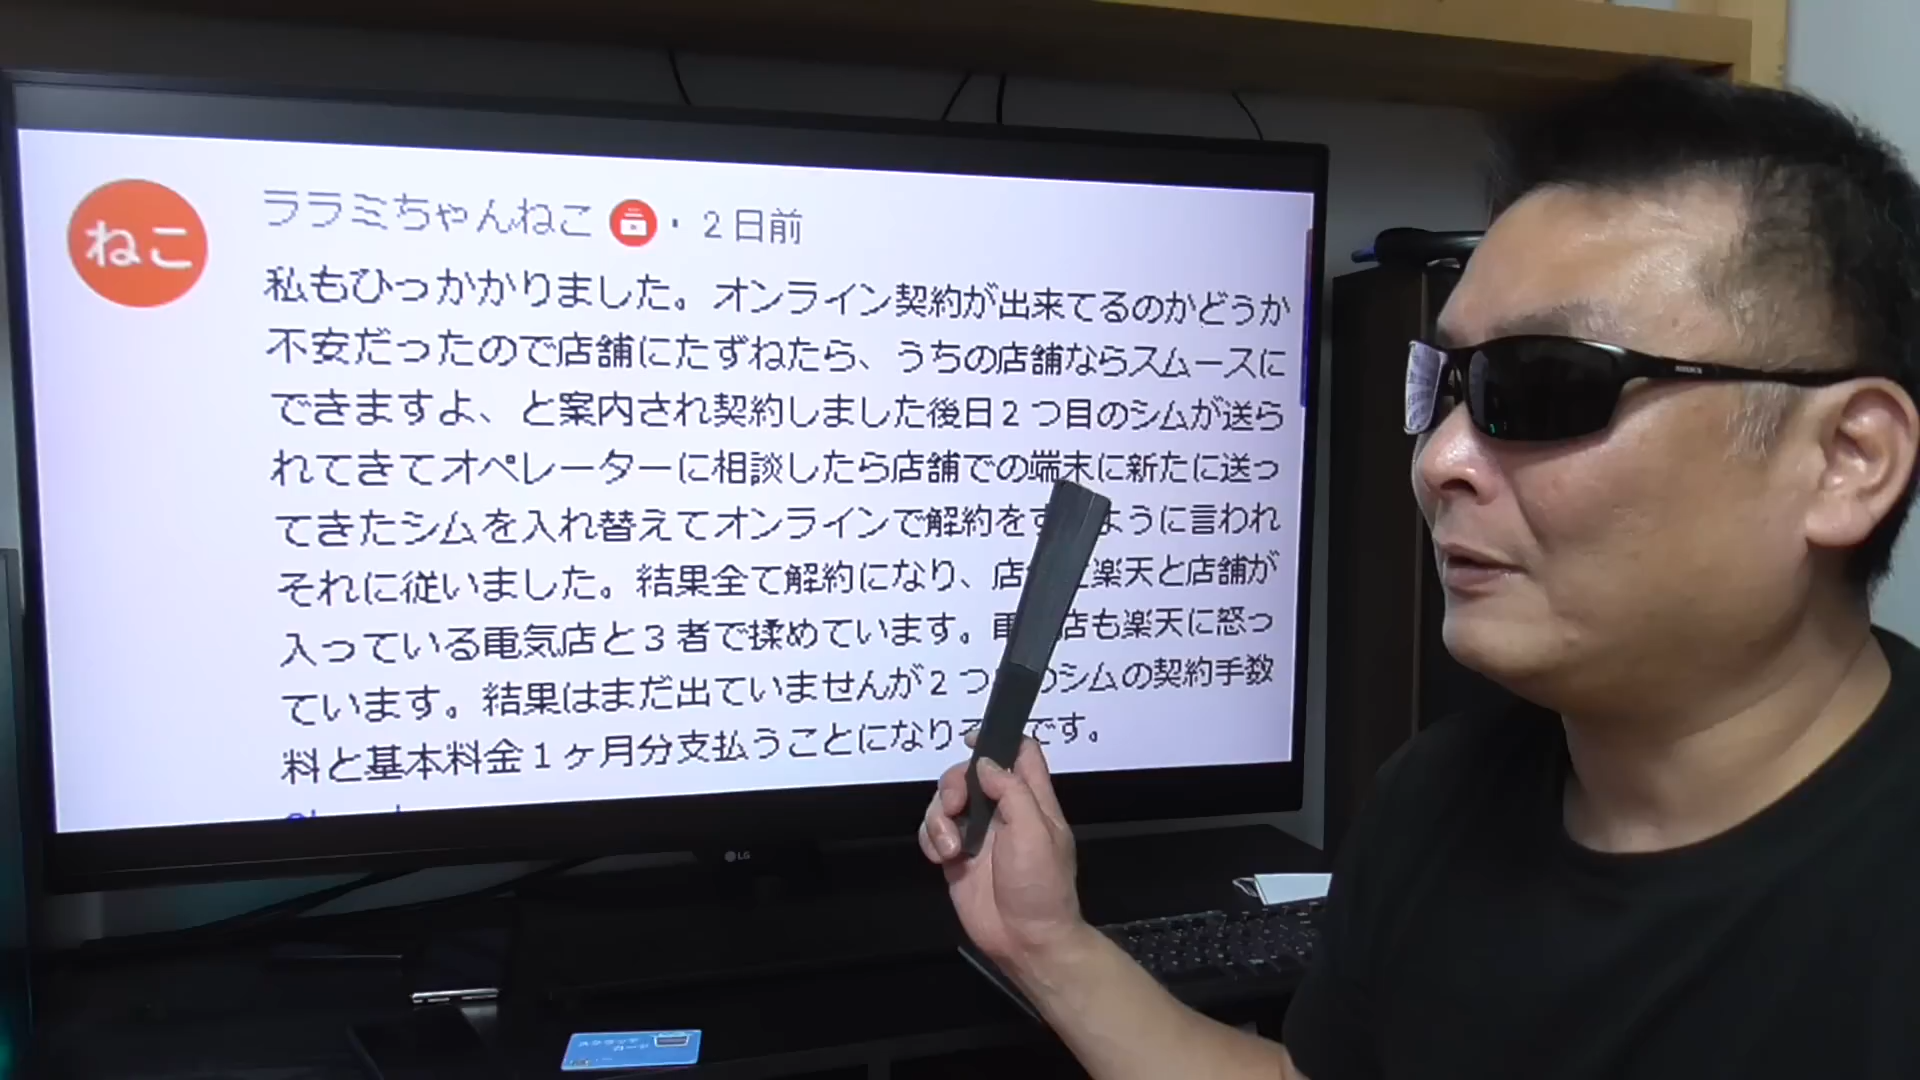 ねこ
ララミちゃんねこ ・ 2日前
私もひっかかりました。オンライン契約が出来てるのかどうか
不安だったので店舗にたずねたら、うちの店舗ならスムースに
できますよ、と案内され契約しました後日2つ目のシムが送ら
れてきてオペレーターに相談したら店舗での端末に新たに送っ
てきたシムを入れ替えてオンラインで解約をす ように言われ
それに従いました。結果全て解約になり、店 楽天と店舗が
入っている電気店と3者で揉めています。 店も楽天に怒っ
ています。結果はまだ出ていませんが2つ のシムの契約手数
料と基本料金1ヶ月分支払うことになりそ です。
LG